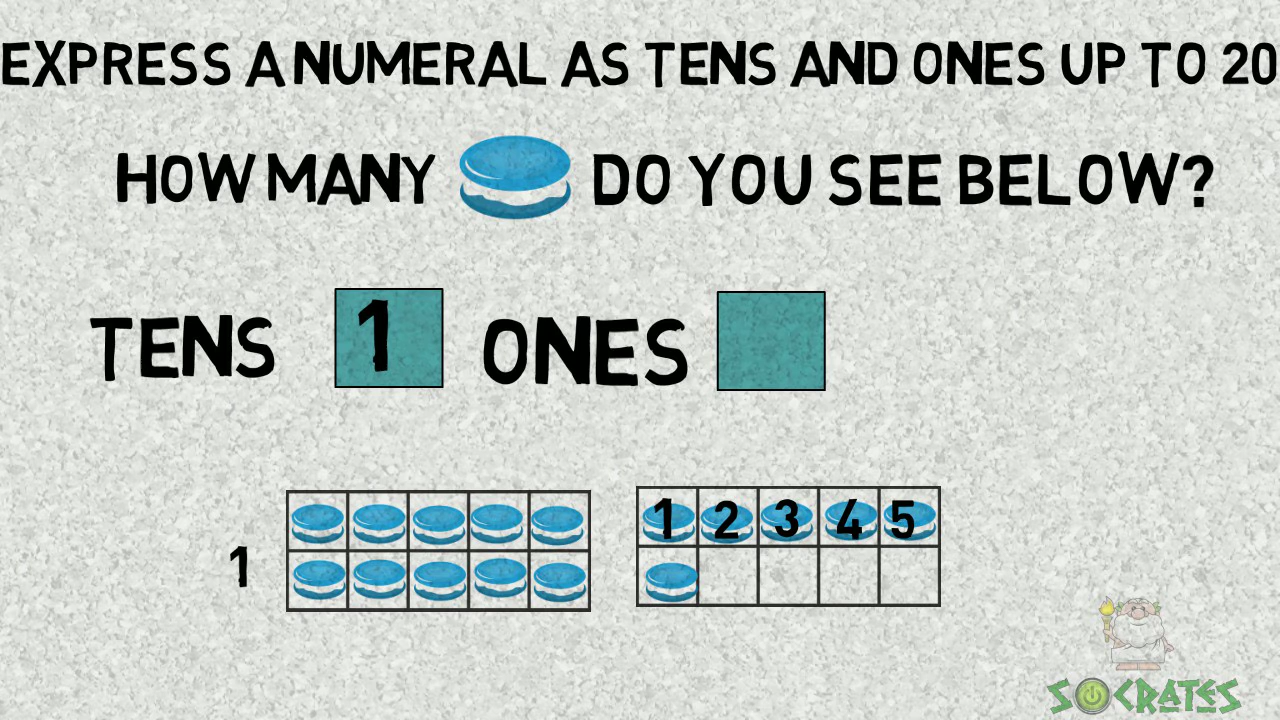 EXPRESS A NUMERAL AS TENS AND ONES UP TO 20
HOW MANY DO YOU SEE BELOW?
TENS 1 ONES
1 2 3 4 5
1
SOCRATES